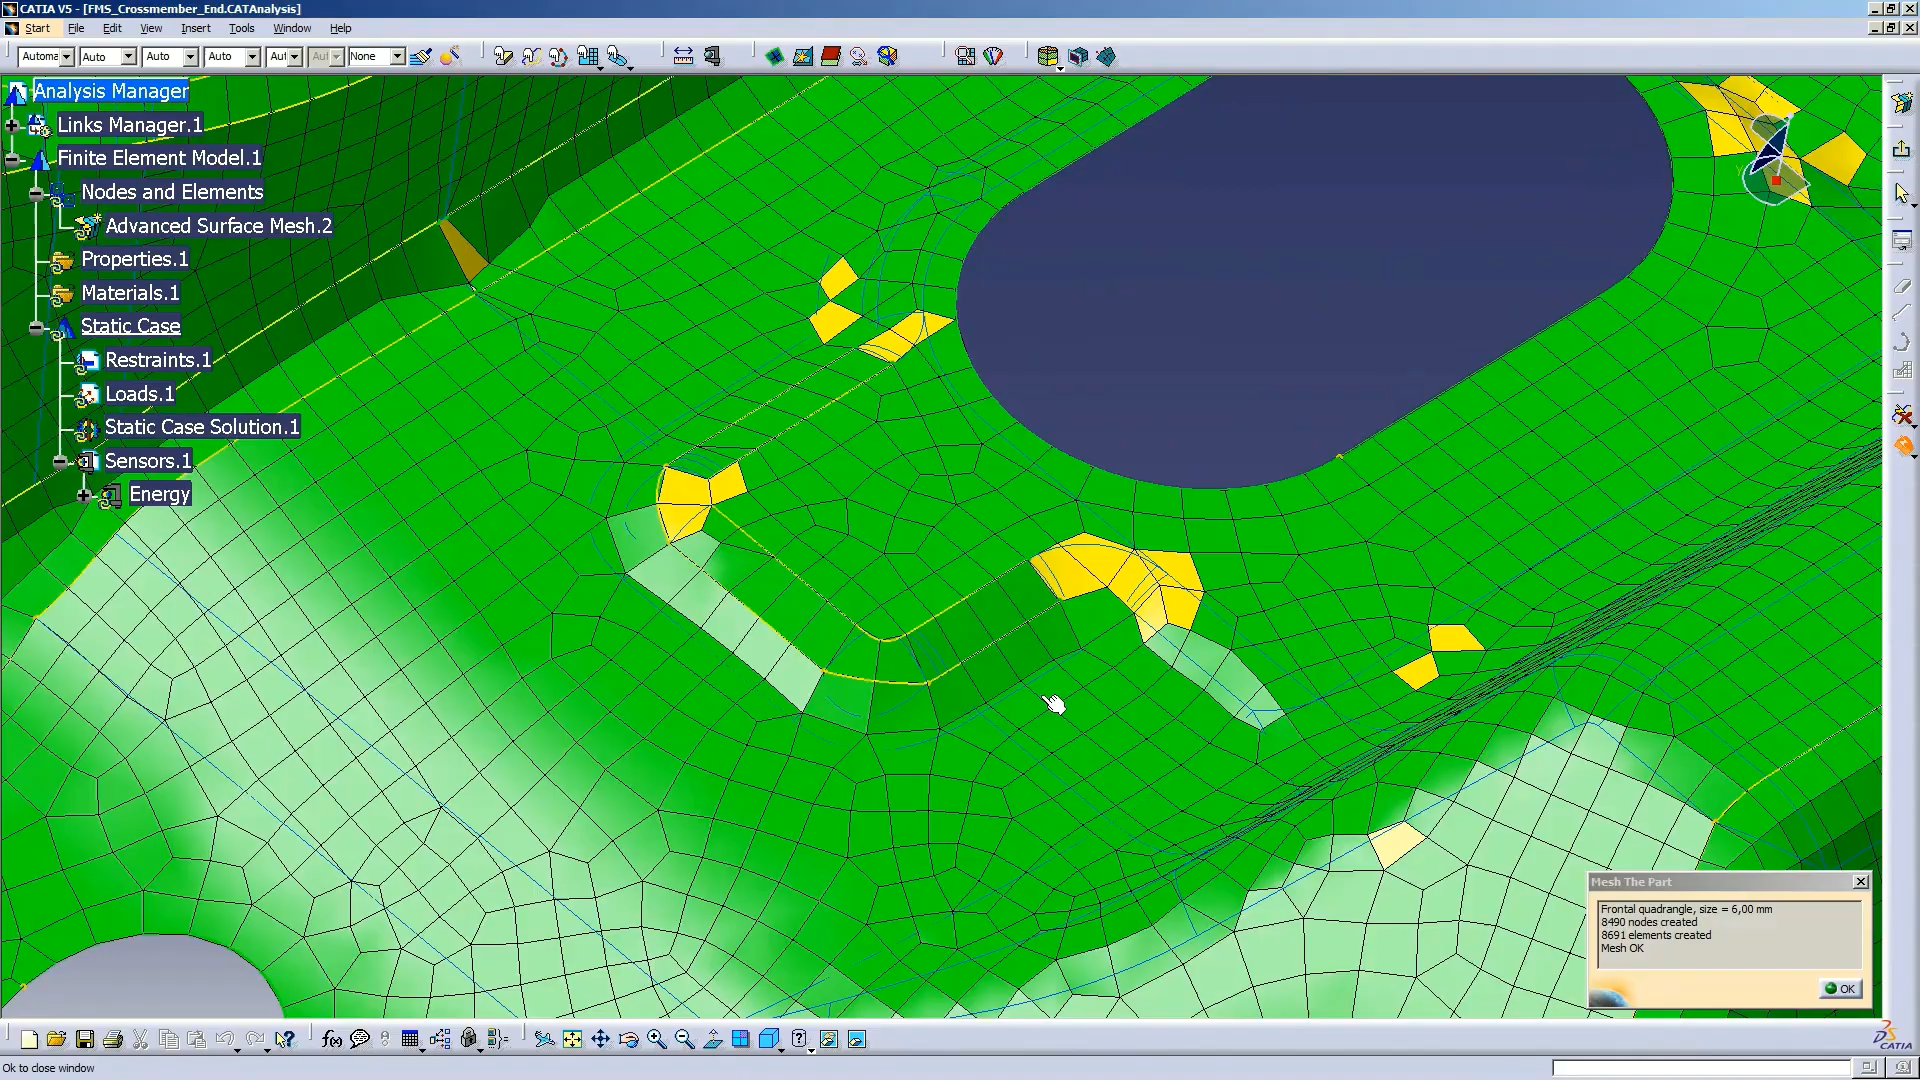 CATIA V5 - [FMS_Crossmember_End.CATAnalysis]
Start File Edit View Insert Tools Window Help
Automa Auto Auto Auto Aut Aut None
Analysis Manager
Links Manager.1
Finite Element Model.1
Nodes and Elements
Advanced Surface Mesh.2
Properties.1
Materials.1
Static Case
Restraints.1
Loads.1
Static Case Solution.1
Sensors.1
Energy
Mesh The Part
Frontal quadrangle, size = 6,00 mm
8490 nodes created
8691 elements created
Mesh OK
OK
f(x)
CATIA
Ok to close window